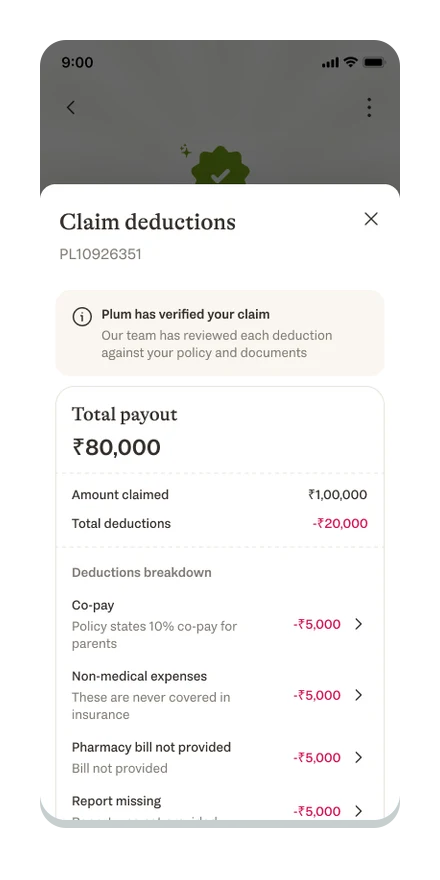 9:00
Claim deductions
PL10926351
Plum has verified your claim
Our team has reviewed each deduction
against your policy and documents
Total payout
₹80,000
Amount claimed ₹1,00,000
Total deductions -₹20,000
Deductions breakdown
Co-pay
Policy states 10% co-pay for
parents
-₹5,000
Non-medical expenses
These are never covered in
insurance
-₹5,000
Pharmacy bill not provided
Bill not provided
-₹5,000
Report missing
-₹5,000